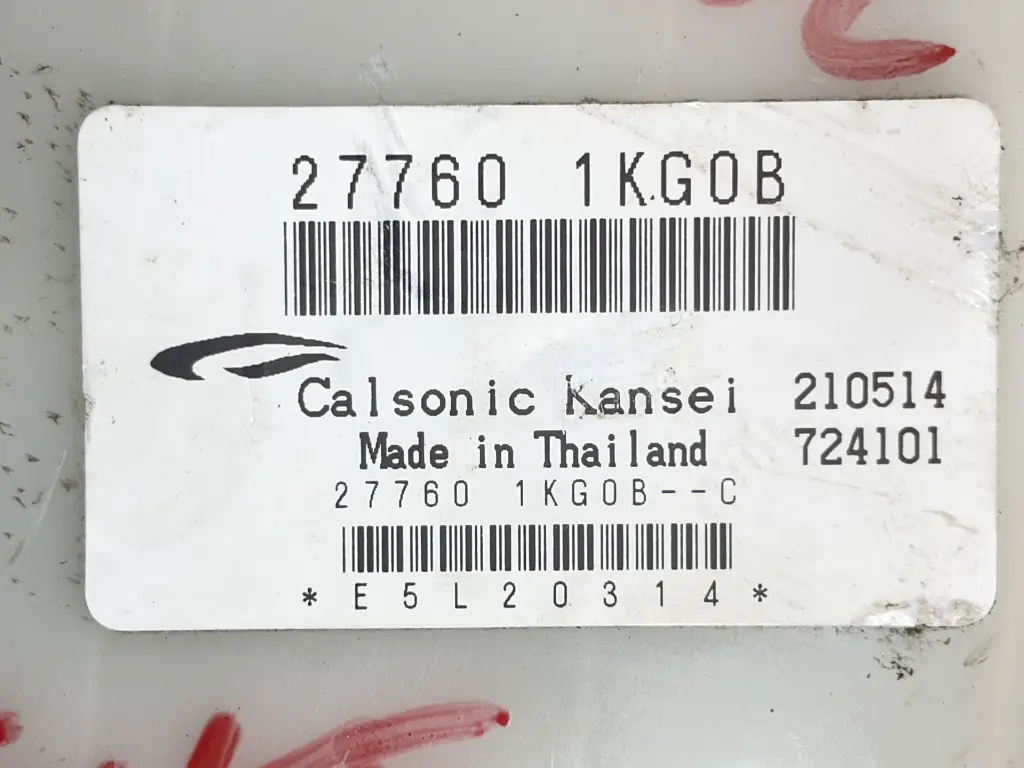 27760 1KG0B
Calsonic Kansei 210514
Made in Thailand 724101
27760 1KG0B--C
*E5L20314*